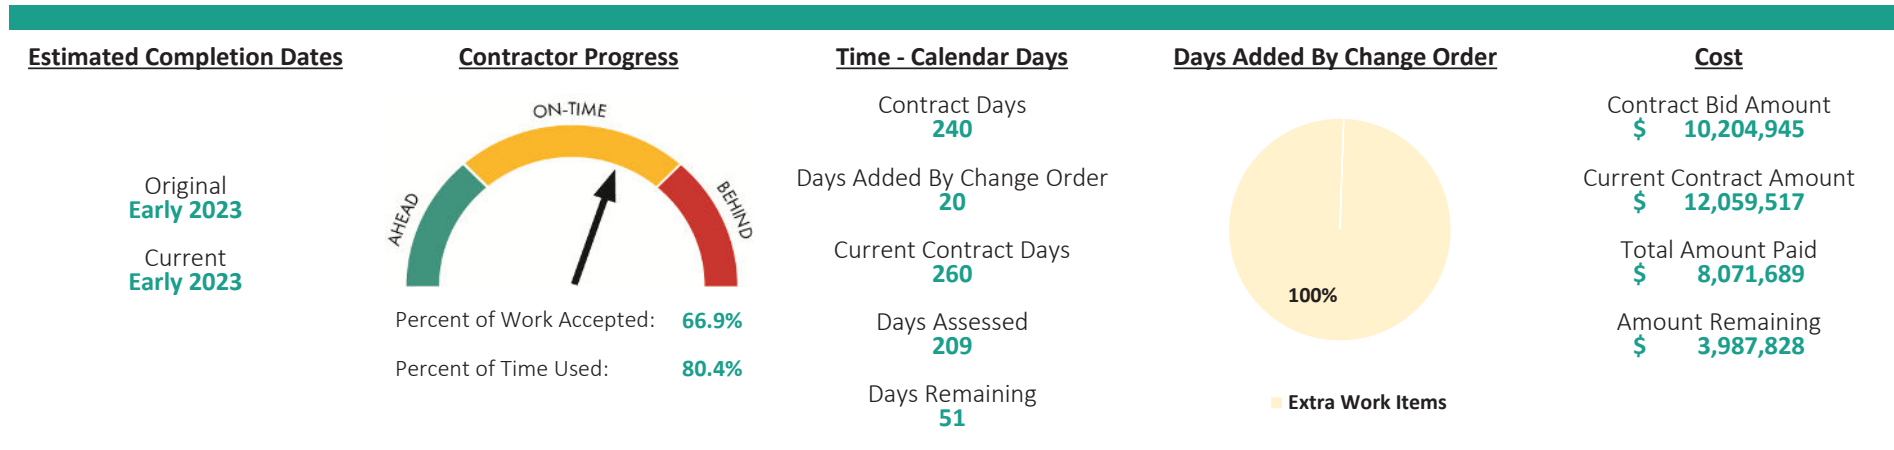 Estimated Completion Dates
Original
Early 2023
Current
Early 2023
Contractor Progress
AHEAD
ON-TIME
BEHIND
Percent of Work Accepted: 66.9%
Percent of Time Used: 80.4%
Time - Calendar Days
Contract Days
240
Days Added By Change Order
20
Current Contract Days
260
Days Assessed
209
Days Remaining
51
Days Added By Change Order
100%
Extra Work Items
Cost
Contract Bid Amount
$ 10,204,945
Current Contract Amount
$ 12,059,517
Total Amount Paid
$ 8,071,689
Amount Remaining
$ 3,987,828